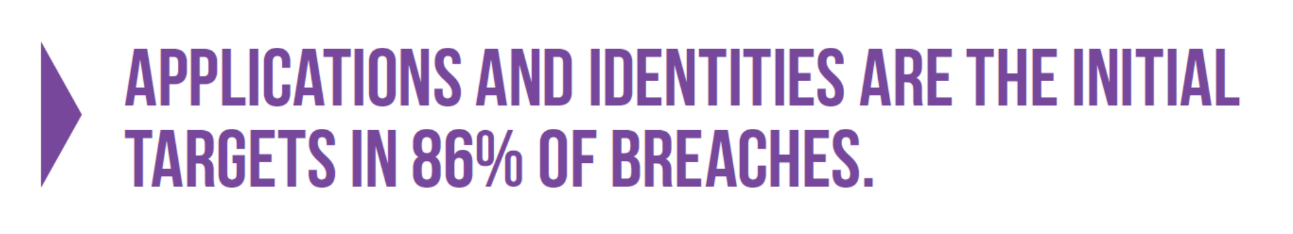 APPLICATIONS AND IDENTITIES ARE THE INITIAL
TARGETS IN 86% OF BREACHES.